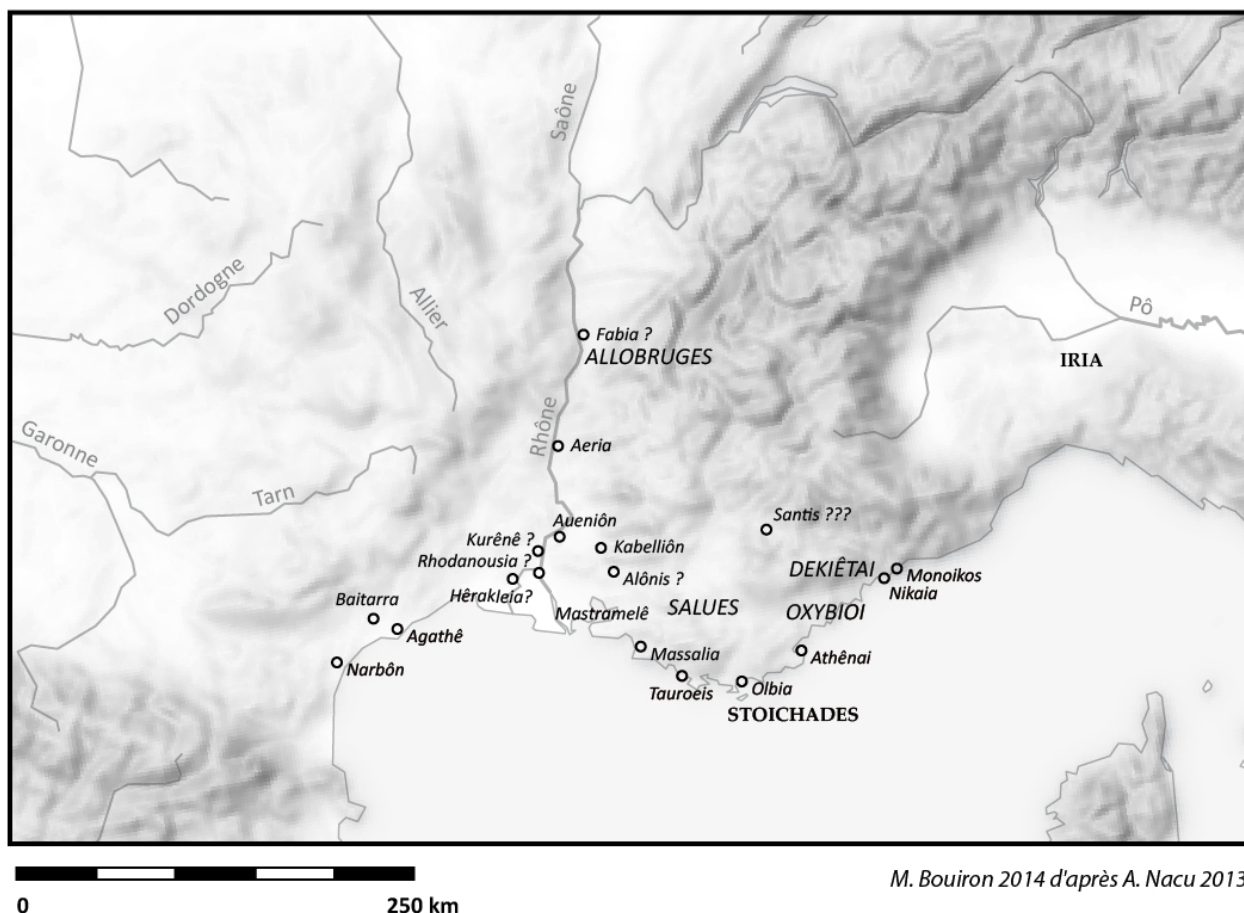 Saône
Dordogne
Allier
Pô
Fabia ?
ALLOBRUGES
IRIA
Garonne
Rhône
Aeria
Tarn
Santis ???
Aueniôn
Kurênê ?
Kabelliôn
Rhodanousia ?
Alônis ?
DEKIÊTAI
Monoikos
Nikaia
Hêrakleia?
Baitarra
Mastramelê
SALUES
OXYBIOI
Agathê
Massalia
Athênai
Narbôn
Tauroeis
Olbia
STOICHADES
M. Bouiron 2014 d'après A. Nacu 2013
0 250 km